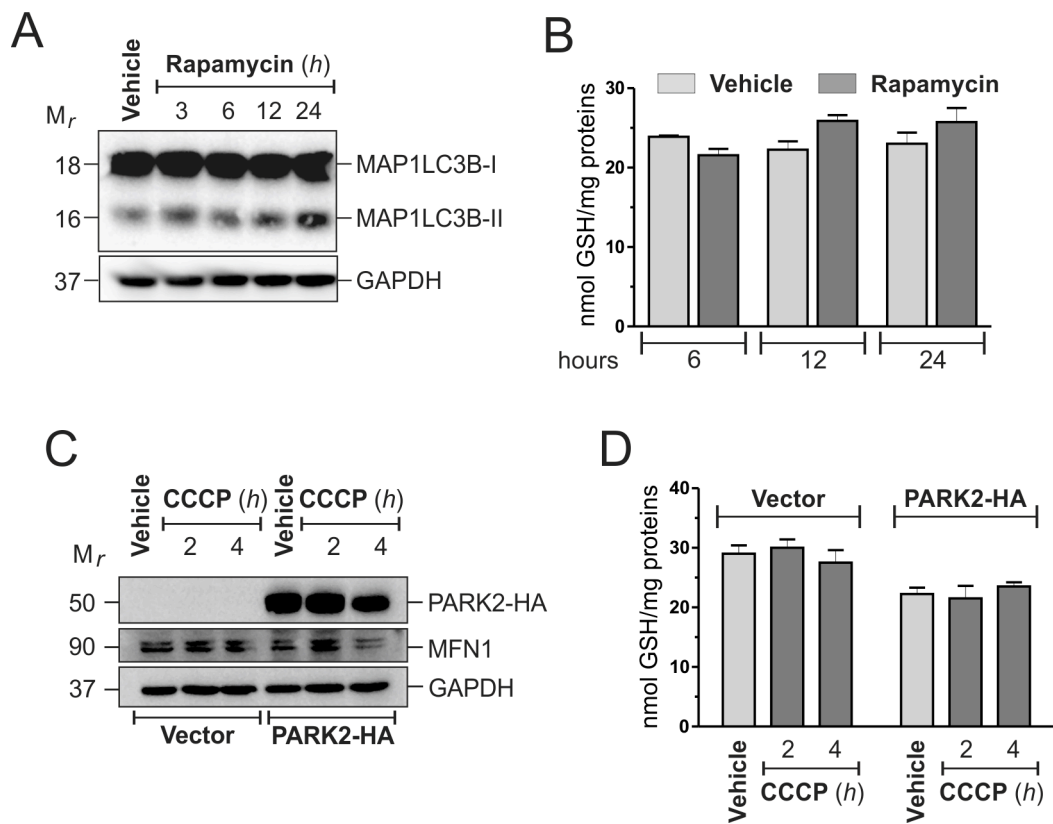 A
Vehicle
Rapamycin (h)
Mr
3 6 12 24
18
MAP1LC3B-I
16
MAP1LC3B-II
37
GAPDH
B
Vehicle Rapamycin
nmol GSH/mg proteins
30
20
10
0
hours 6 12 24
C
Vehicle CCCP (h) Vehicle CCCP (h)
Mr
2 4 2 4
50 PARK2-HA
90 MFN1
37 GAPDH
Vector PARK2-HA
D
Vector PARK2-HA
nmol GSH/mg proteins
40
30
20
10
0
Vehicle 2 4 Vehicle 2 4
CCCP (h) CCCP (h)